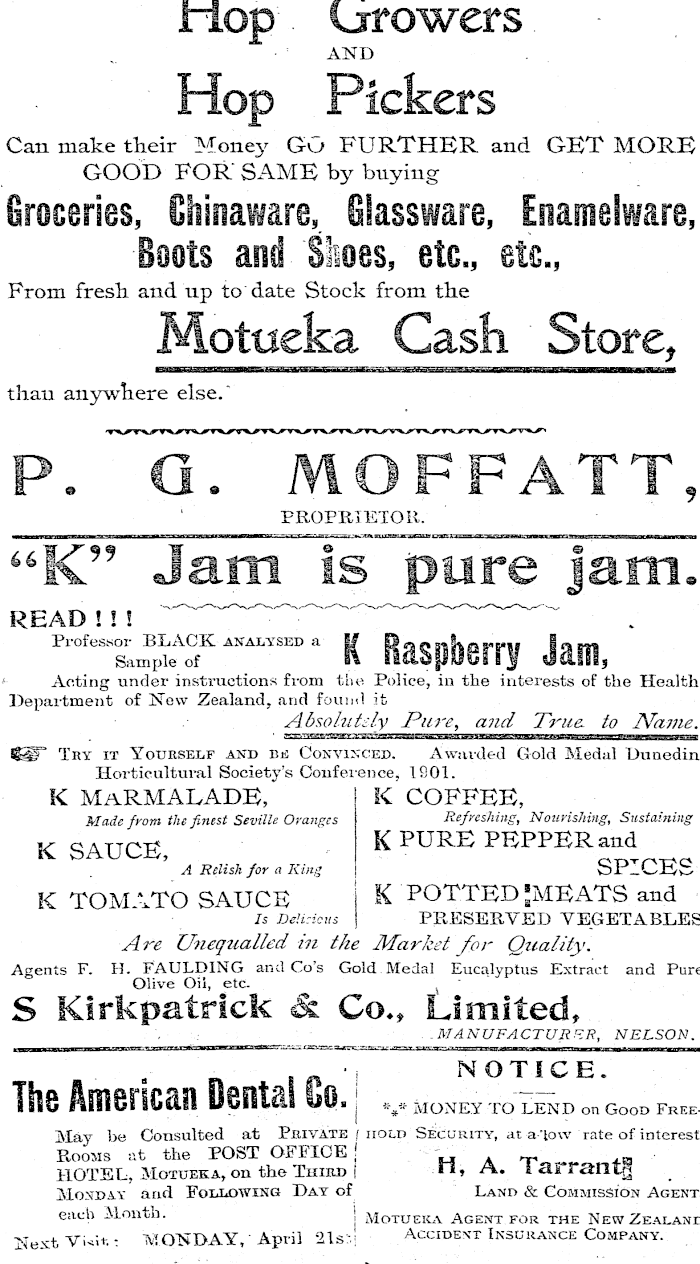 Hop Growers
AND
Hop Pickers
Can make their Money GO FURTHER and GET MORE
GOOD FOR SAME by buying
Groceries, Chinaware, Glassware, Enamelware,
Boots and Shoes, etc., etc.,
From fresh and up to date Stock from the
Motueka Cash Store,
than anywhere else.
P. G. MOFFATT,
PROPRIETOR.
"K" Jam is pure jam.
READ ! ! !
Professor BLACK ANALYSED a
Sample of
K Raspberry Jam,
Acting under instructions from the Police, in the interests of the Health
Department of New Zealand, and found it
Absolutely Pure, and True to Name.
☞ TRY IT YOURSELF AND BE CONVINCED. Awarded Gold Medal Dunedin
Horticultural Society's Conference, 1901.
K MARMALADE,
Made from the finest Seville Oranges
K SAUCE,
A Relish for a King
K TOMATO SAUCE
Is Delicious
K COFFEE,
Refreshing, Nourishing, Sustaining
K PURE PEPPER and
SPICES
K POTTED MEATS and
PRESERVED VEGETABLES
Are Unequalled in the Market for Quality.
Agents F. H. FAULDING and Co's Gold Medal Eucalyptus Extract and Pure
Olive Oil, etc.
S Kirkpatrick & Co., Limited,
MANUFACTURER, NELSON.
The American Dental Co.
May be Consulted at PRIVATE
ROOMS at the POST OFFICE
HOTEL, MOTUEKA, on the THIRD
MONDAY and FOLLOWING DAY of
each Month.
Next Visit: MONDAY, April 21st
NOTICE.
*** MONEY TO LEND on GOOD FREE-
HOLD SECURITY, at a low rate of interest
H, A. Tarrant
LAND & COMMISSION AGENT
MOTUEKA AGENT FOR THE NEW ZEALAND
ACCIDENT INSURANCE COMPANY.